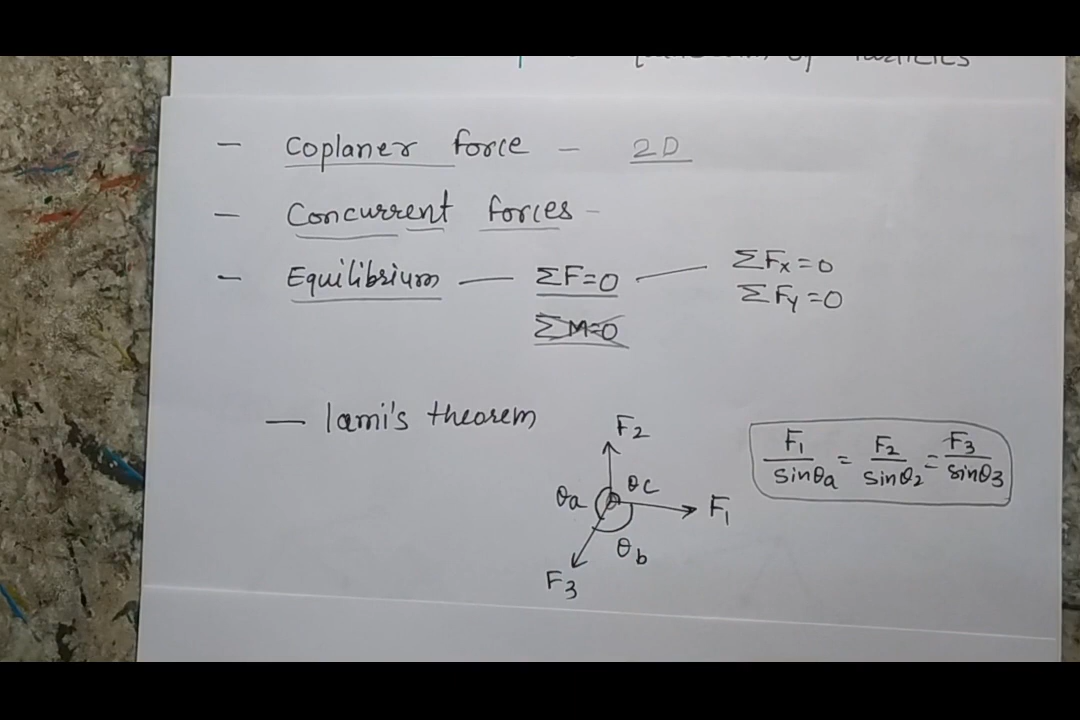 of
- Coplaner force - 2D
- Concurrent forces -
- Equilibrium — ΣF=0 — ΣFx=0
ΣFy=0
ΣM=0
— lami's theorem
F2
θc
θa
F1
θb
F3
F1/sinθa = F2/sinθ2 = F3/sinθ3